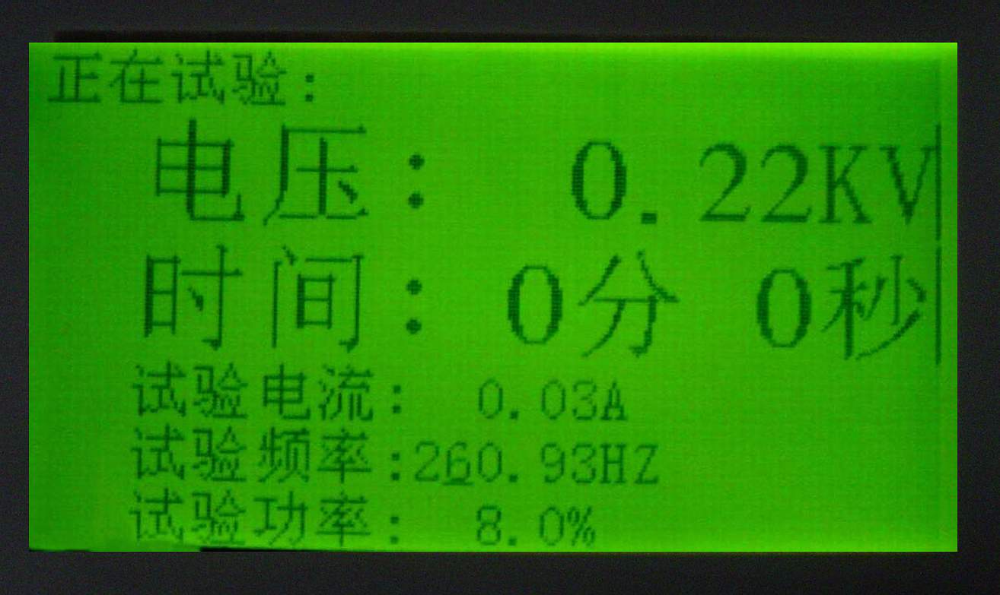 正在试验:
电压: 0.22KV
时间: 0分 0秒
试验电流: 0.03A
试验频率:260.93HZ
试验功率: 8.0%